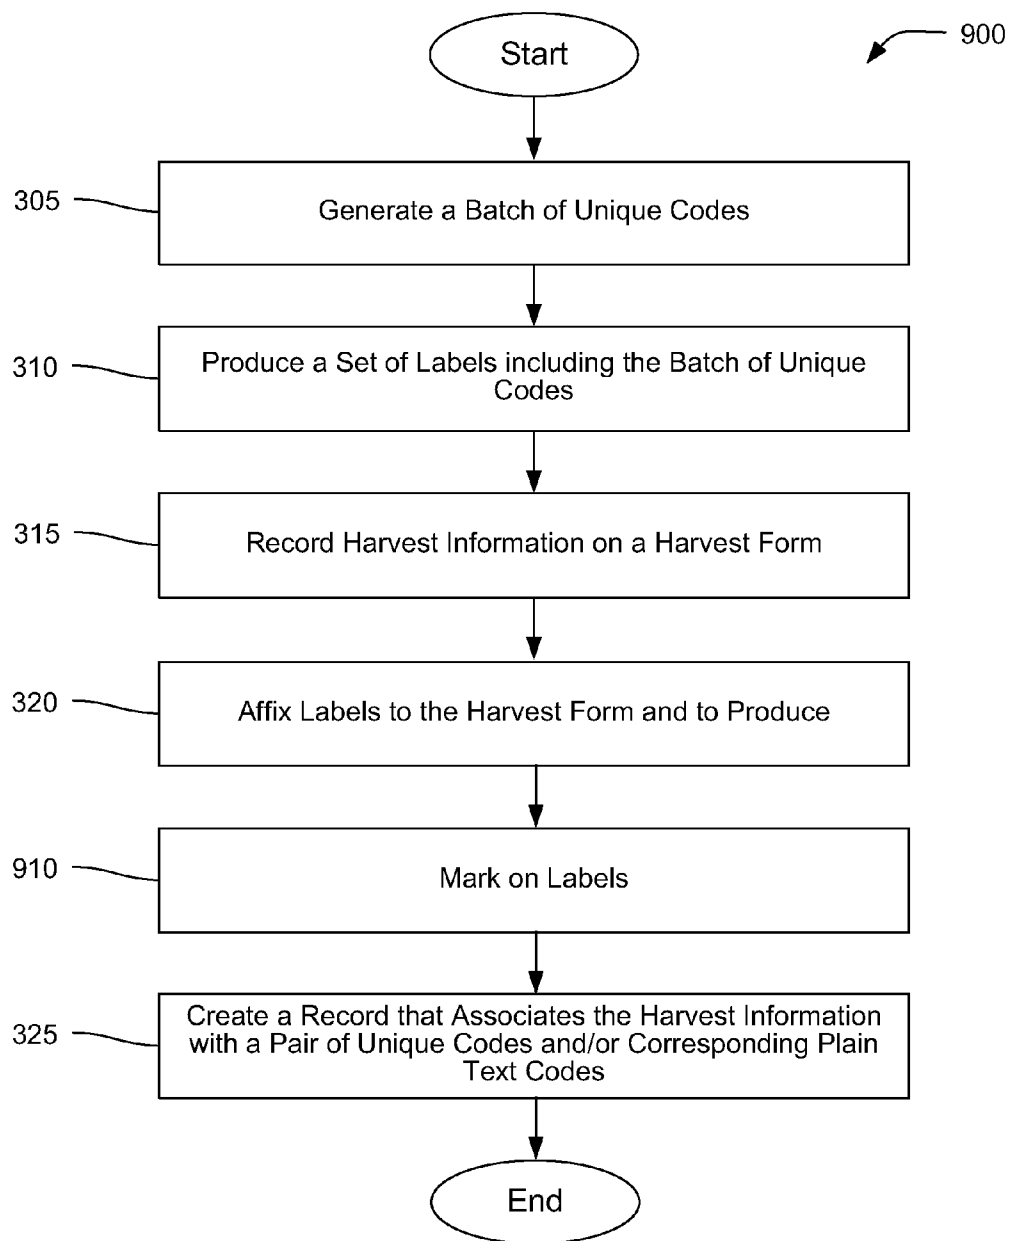 Start
900
305
Generate a Batch of Unique Codes
310
Produce a Set of Labels including the Batch of Unique
Codes
315
Record Harvest Information on a Harvest Form
320
Affix Labels to the Harvest Form and to Produce
910
Mark on Labels
325
Create a Record that Associates the Harvest Information
with a Pair of Unique Codes and/or Corresponding Plain
Text Codes
End